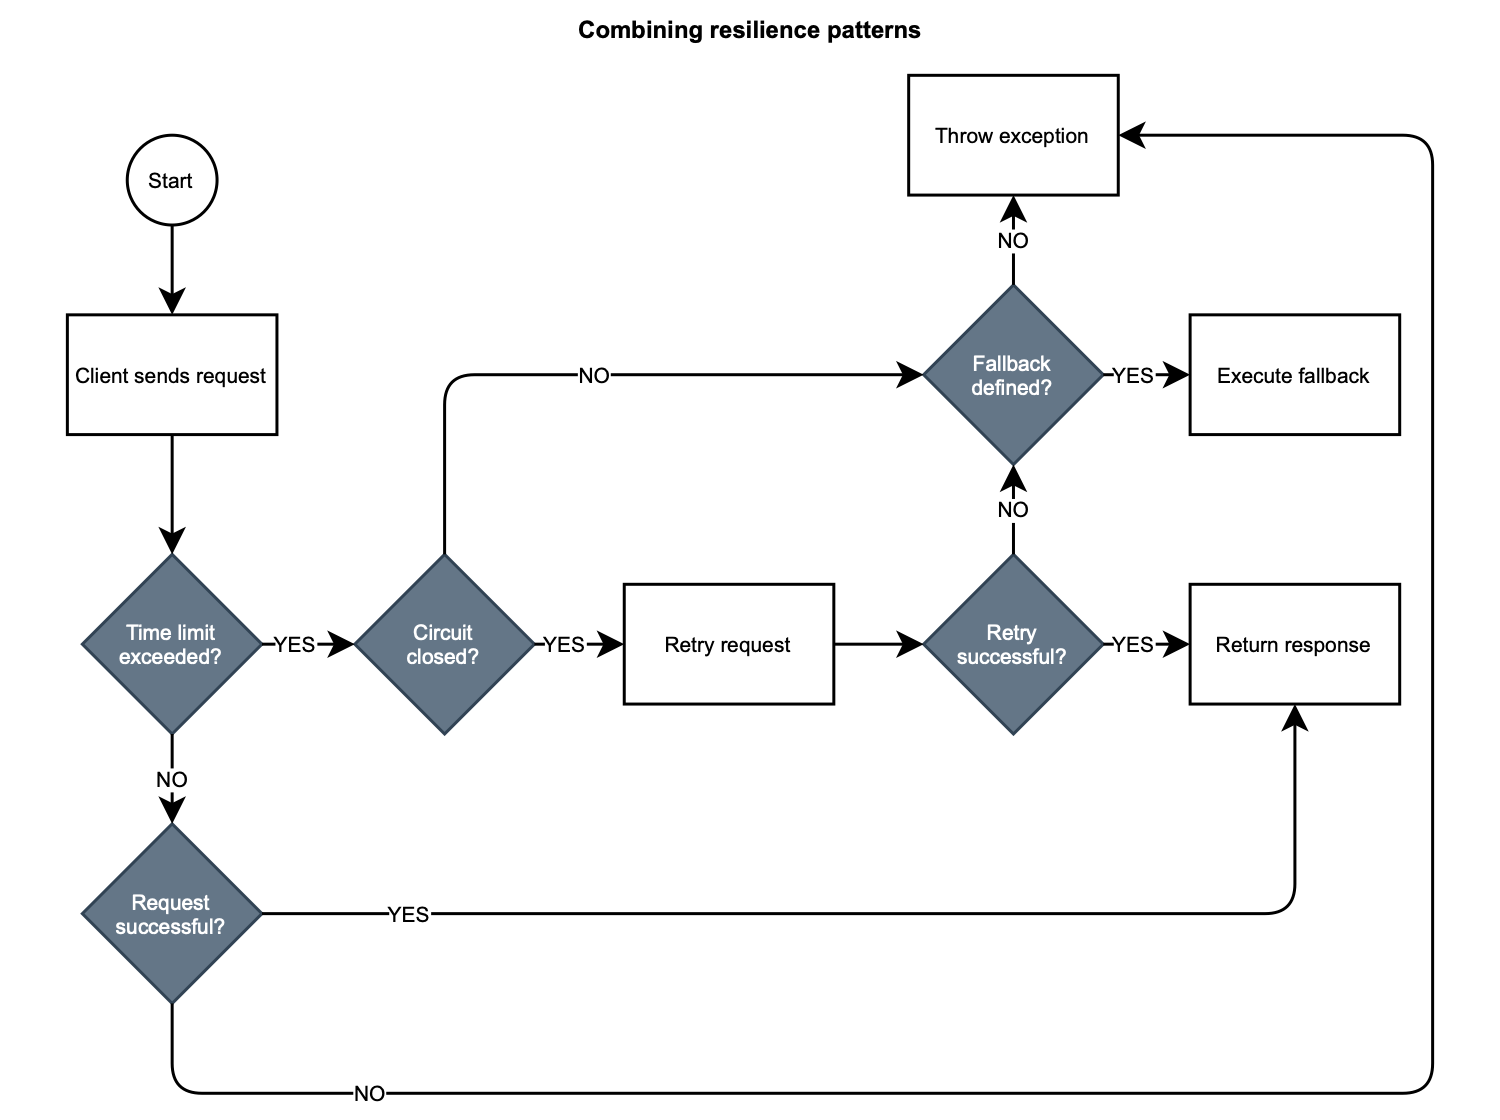 Combining resilience patterns
Throw exception
Start
NO
Client sends request
NO
Fallback
defined?
YES
Execute fallback
NO
Time limit
exceeded?
YES
Circuit
closed?
YES
Retry request
Retry
successful?
YES
Return response
NO
Request
successful?
YES
NO